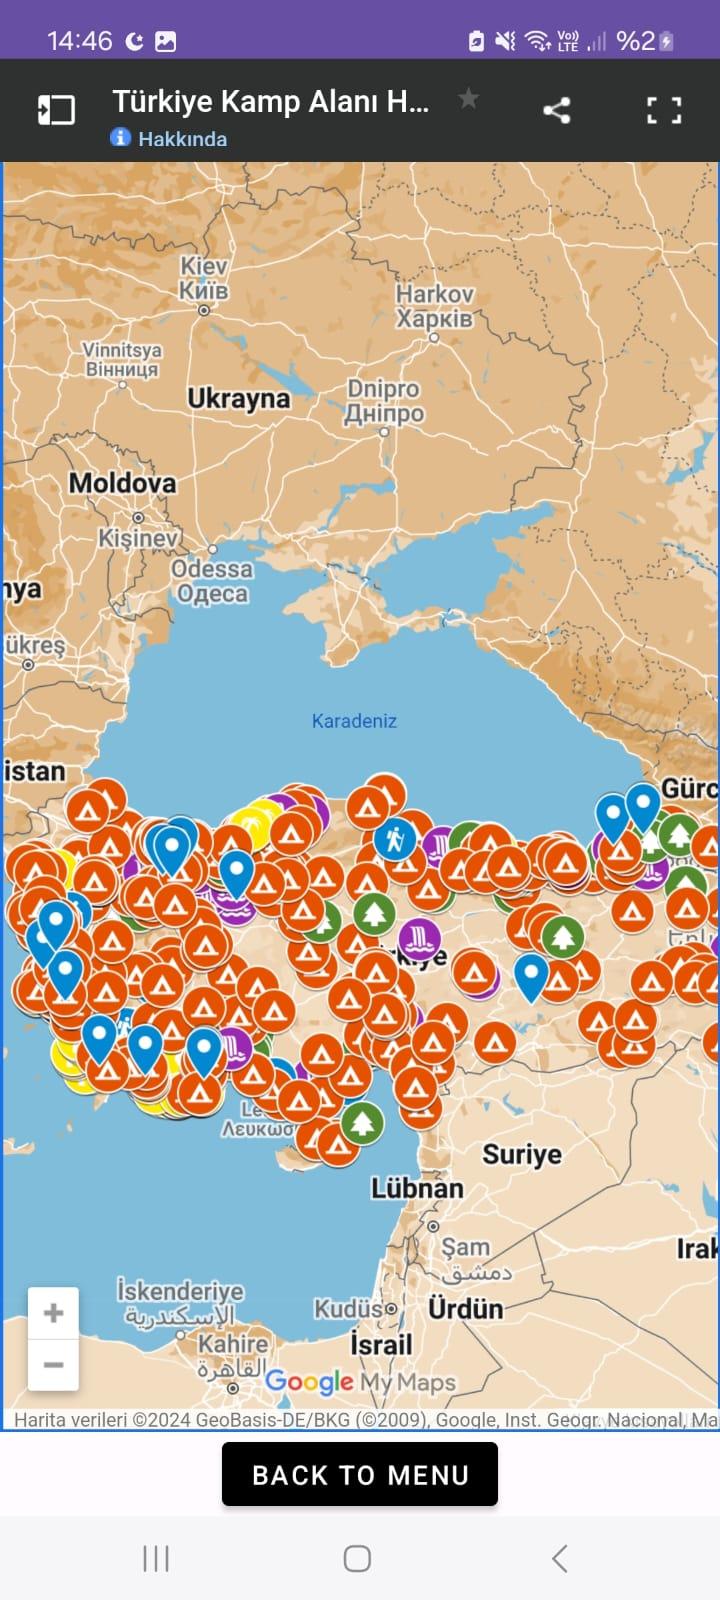 14:46
Vo))
LTE
%2
Türkiye Kamp Alanı H...
Hakkında
Kiev
Київ
Harkov
Харків
Vinnitsya
Вінниця
Dnipro
Дніпро
Ukrayna
Moldova
Kişinev
Odessa
Одеса
nya
ükreş
Karadeniz
istan
Gürc
Le
Λευκωσ
Suriye
Lübnan
Şam
دمشق
Irak
İskenderiye
الإسكندرية
Kudüs
Ürdün
Kahire
القاهرة
İsrail
Google My Maps
+
−
Harita verileri ©2024 GeoBasis-DE/BKG (©2009), Google, Inst. Geogr. Nacional, Ma
BACK TO MENU